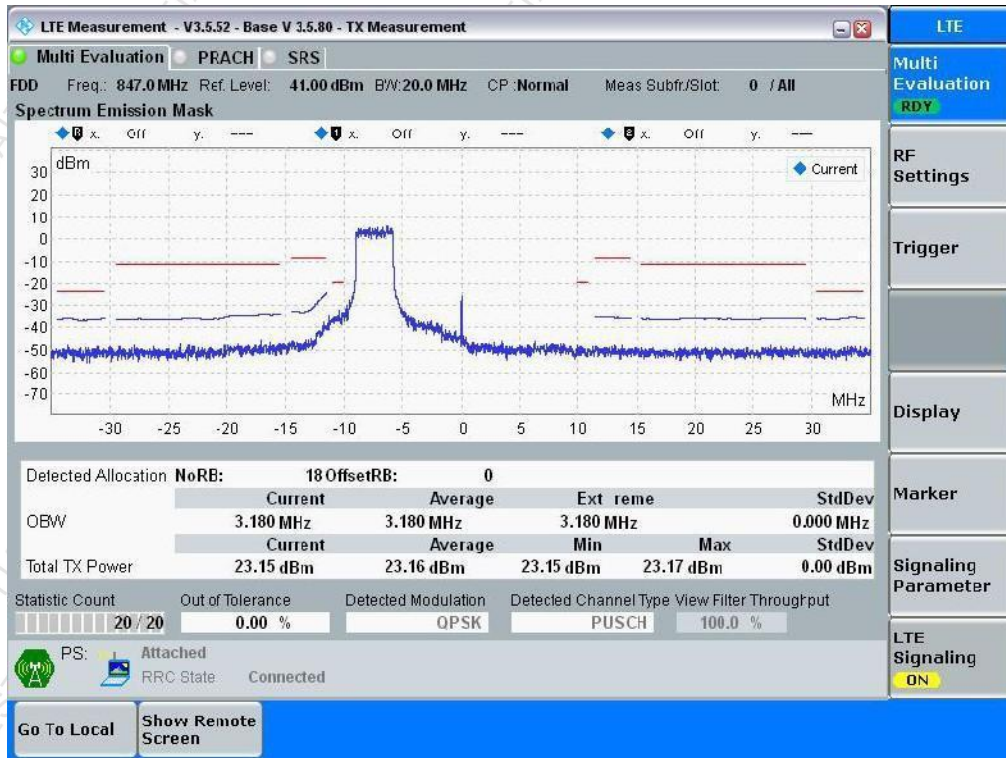 LTE Measurement - V3.5.52 - Base V 3.5.80 - TX Measurement
LTE
Multi Evaluation PRACH SRS
Multi Evaluation
RDY
FDD Freq.: 847.0 MHz Ref. Level: 41.00 dBm BW: 20.0 MHz CP : Normal Meas Subfr./Slot: 0 / All
Spectrum Emission Mask
x. Off y. --- x. Off y. --- x. Off y. ---
dBm
Current
30
20
10
0
-10
-20
-30
-40
-50
-60
-70
MHz
-30 -25 -20 -15 -10 -5 0 5 10 15 20 25 30
RF Settings
Trigger
Display
Marker
Signaling Parameter
LTE Signaling
ON
Detected Allocation NoRB: 18 OffsetRB: 0
Current Average Ext reme StdDev
OBW 3.180 MHz 3.180 MHz 3.180 MHz 0.000 MHz
Current Average Min Max StdDev
Total TX Power 23.15 dBm 23.16 dBm 23.15 dBm 23.17 dBm 0.00 dBm
Statistic Count Out of Tolerance Detected Modulation Detected Channel Type View Filter Throughput
20 / 20 0.00 % QPSK PUSCH 100.0 %
PS: Attached
RRC State Connected
Go To Local
Show Remote Screen